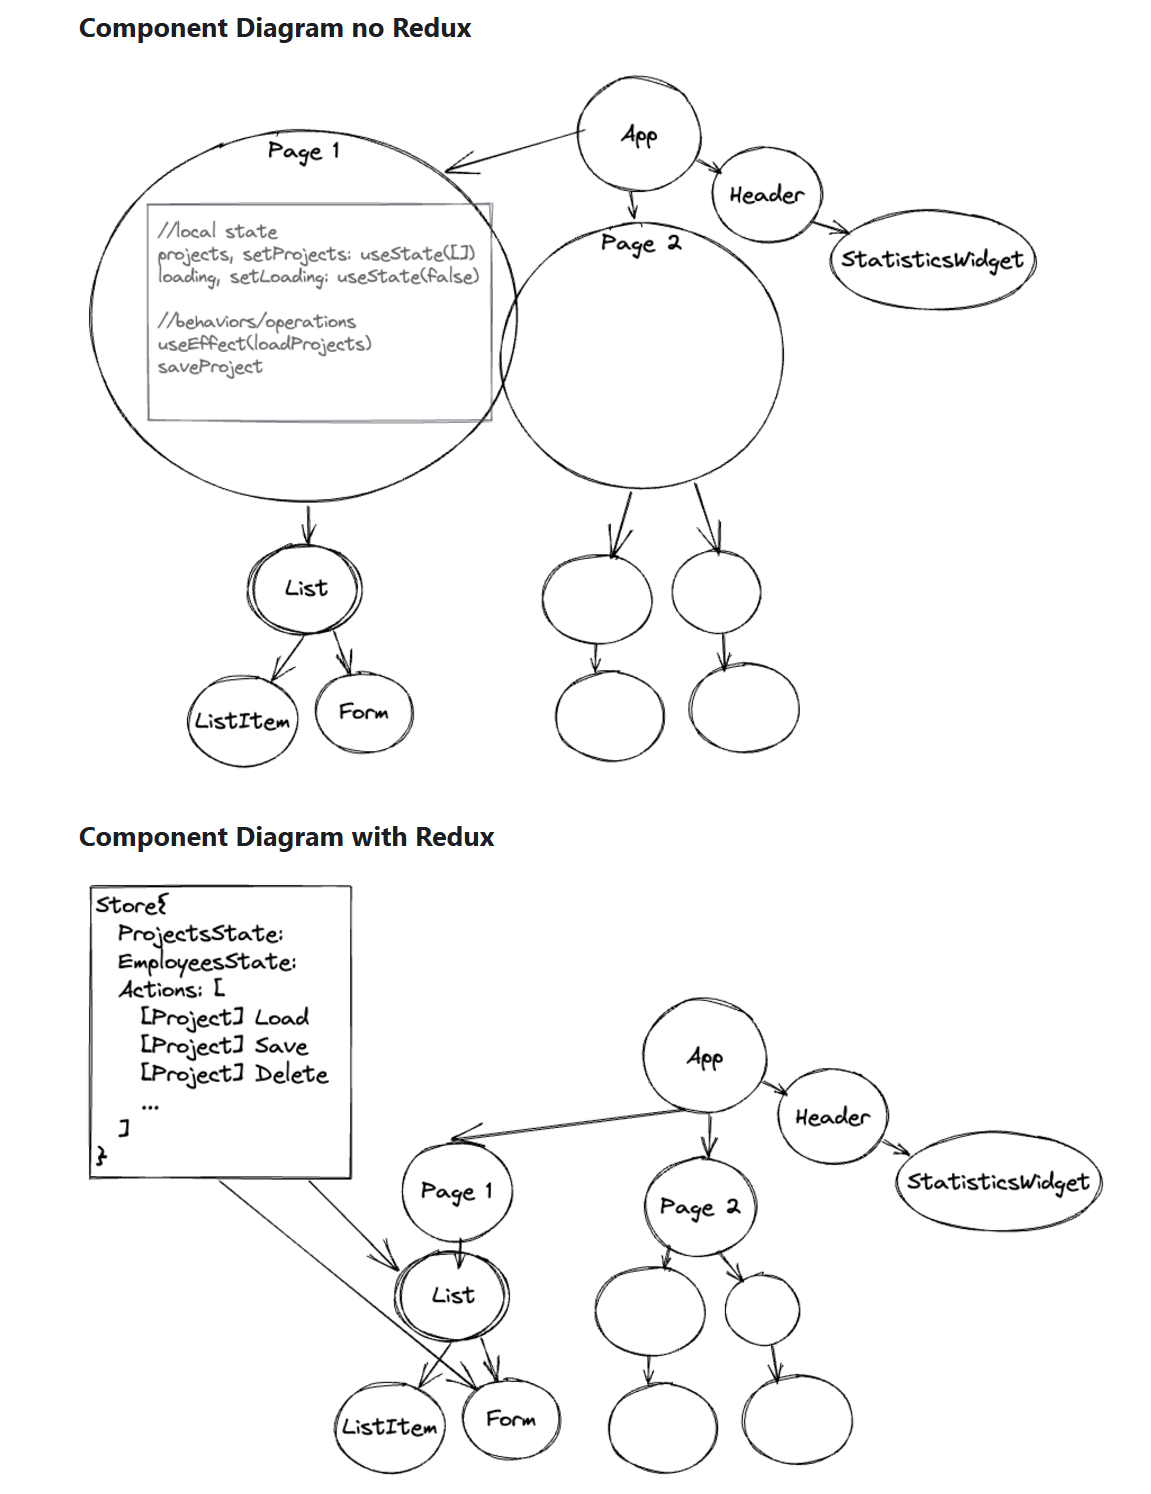 Component Diagram no Redux
App
Page 1
Header
//local state
projects, setProjects: useState([])
loading, setLoading: useState(false)
//behaviors/operations
useEffect(loadProjects)
saveProject
Page 2
StatisticsWidget
List
ListItem
Form
Component Diagram with Redux
Store{
ProjectsState:
EmployeesState:
Actions: [
[Project] Load
[Project] Save
[Project] Delete
...
]
}
App
Header
Page 1
Page 2
StatisticsWidget
List
ListItem
Form